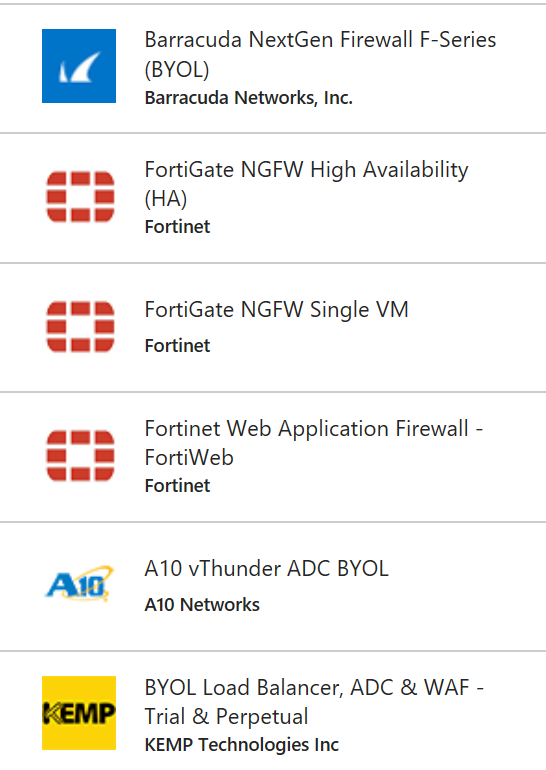 Barracuda NextGen Firewall F-Series
(BYOL)
Barracuda Networks, Inc.
FortiGate NGFW High Availability
(HA)
Fortinet
FortiGate NGFW Single VM
Fortinet
Fortinet Web Application Firewall -
FortiWeb
Fortinet
A10
A10 vThunder ADC BYOL
A10 Networks
KEMP
BYOL Load Balancer, ADC & WAF -
Trial & Perpetual
KEMP Technologies Inc